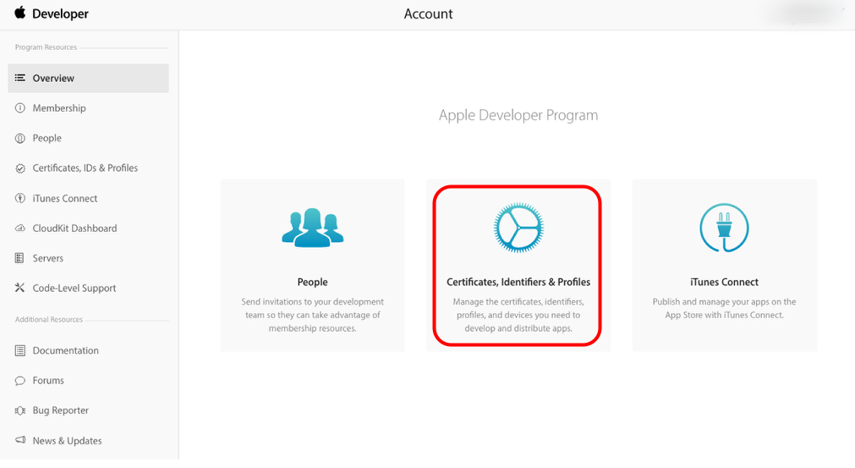 Developer
Account
Program Resources
Overview
Membership
People
Certificates, IDs & Profiles
iTunes Connect
CloudKit Dashboard
Servers
Code-Level Support
Additional Resources
Documentation
Forums
Bug Reporter
News & Updates
Apple Developer Program
People
Send invitations to your development
team so they can take advantage of
membership resources.
Certificates, Identifiers & Profiles
Manage the certificates, identifiers,
profiles, and devices you need to
develop and distribute apps.
iTunes Connect
Publish and manage your apps on the
App Store with iTunes Connect.